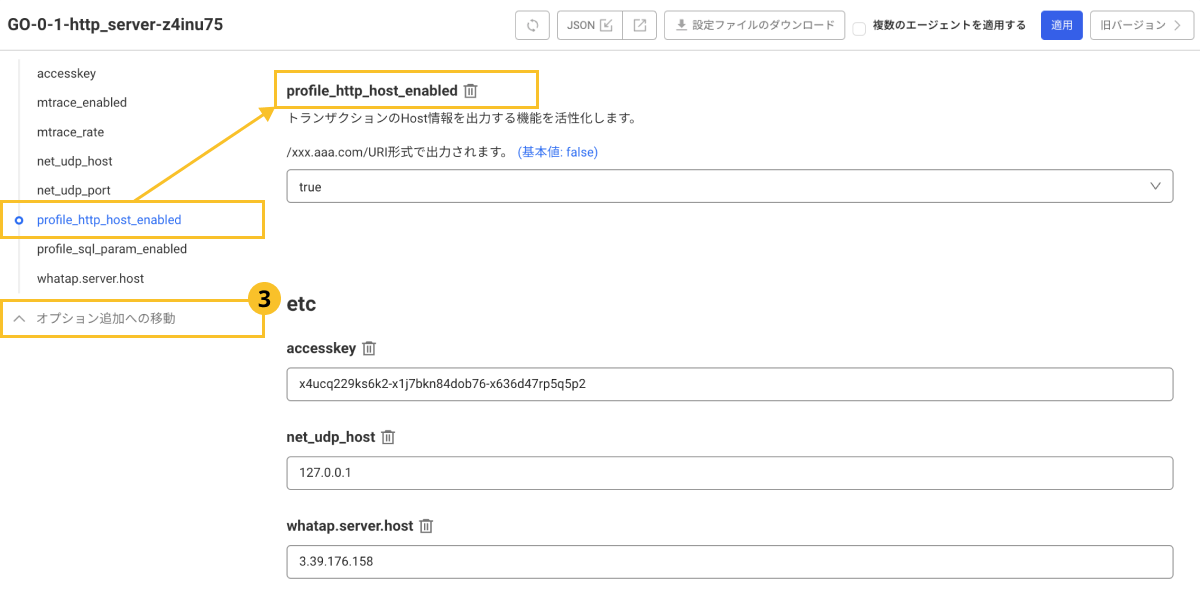 GO-0-1-http_server-z4inu75
JSON
設定ファイルのダウンロード
複数のエージェントを適用する
適用
旧バージョン
accesskey
mtrace_enabled
mtrace_rate
net_udp_host
net_udp_port
profile_http_host_enabled
profile_sql_param_enabled
whatap.server.host
オプション追加への移動
3
profile_http_host_enabled
トランザクションのHost情報を出力する機能を活性化します。
/xxx.aaa.com/URI形式で出力されます。 (基本値: false)
true
etc
accesskey
x4ucq229ks6k2-x1j7bkn84dob76-x636d47rp5q5p2
net_udp_host
127.0.0.1
whatap.server.host
3.39.176.158